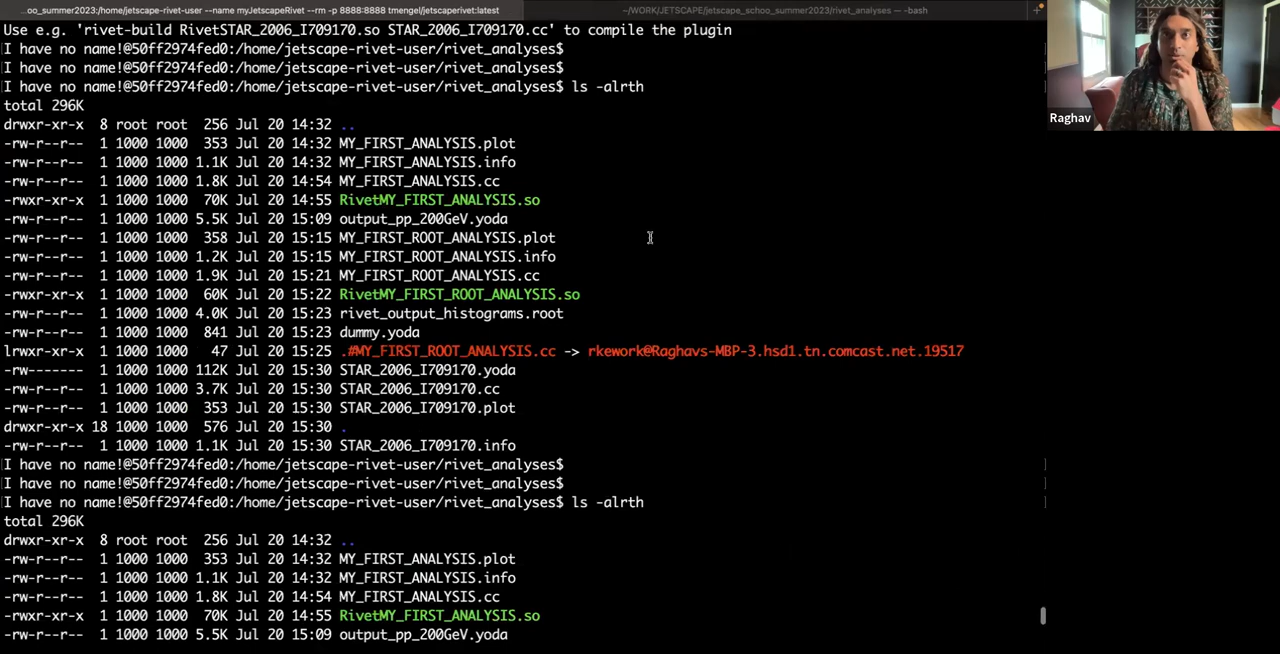 ...oo_summer2023:/home/jetscape-rivet-user --name myJetscapeRivet --rm -p 8888:8888 tmengel/jetscaperivet:latest
~/WORK/JETSCAPE/jetscape_schoo_summer2023/rivet_analyses — -bash
Use e.g. 'rivet-build RivetSTAR_2006_I709170.so STAR_2006_I709170.cc' to compile the plugin
I have no name!@50ff2974fed0:/home/jetscape-rivet-user/rivet_analyses$
I have no name!@50ff2974fed0:/home/jetscape-rivet-user/rivet_analyses$
I have no name!@50ff2974fed0:/home/jetscape-rivet-user/rivet_analyses$ ls -alrth
total 296K
drwxr-xr-x  8 root root  256 Jul 20 14:32 ..
-rw-r--r--  1 1000 1000  353 Jul 20 14:32 MY_FIRST_ANALYSIS.plot
-rw-r--r--  1 1000 1000 1.1K Jul 20 14:32 MY_FIRST_ANALYSIS.info
-rw-r--r--  1 1000 1000 1.8K Jul 20 14:54 MY_FIRST_ANALYSIS.cc
-rwxr-xr-x  1 1000 1000  70K Jul 20 14:55 RivetMY_FIRST_ANALYSIS.so
-rw-r--r--  1 1000 1000 5.5K Jul 20 15:09 output_pp_200GeV.yoda
-rw-r--r--  1 1000 1000  358 Jul 20 15:15 MY_FIRST_ROOT_ANALYSIS.plot
-rw-r--r--  1 1000 1000 1.2K Jul 20 15:15 MY_FIRST_ROOT_ANALYSIS.info
-rw-r--r--  1 1000 1000 1.9K Jul 20 15:21 MY_FIRST_ROOT_ANALYSIS.cc
-rwxr-xr-x  1 1000 1000  60K Jul 20 15:22 RivetMY_FIRST_ROOT_ANALYSIS.so
-rw-r--r--  1 1000 1000 4.0K Jul 20 15:23 rivet_output_histograms.root
-rw-r--r--  1 1000 1000  841 Jul 20 15:23 dummy.yoda
lrwxr-xr-x  1 1000 1000   47 Jul 20 15:25 .#MY_FIRST_ROOT_ANALYSIS.cc -> rkework@Raghavs-MBP-3.hsd1.tn.comcast.net.19517
-rw-------  1 1000 1000 112K Jul 20 15:30 STAR_2006_I709170.yoda
-rw-r--r--  1 1000 1000 3.7K Jul 20 15:30 STAR_2006_I709170.cc
-rw-r--r--  1 1000 1000  353 Jul 20 15:30 STAR_2006_I709170.plot
drwxr-xr-x 18 1000 1000  576 Jul 20 15:30 .
-rw-r--r--  1 1000 1000 1.1K Jul 20 15:30 STAR_2006_I709170.info
I have no name!@50ff2974fed0:/home/jetscape-rivet-user/rivet_analyses$
I have no name!@50ff2974fed0:/home/jetscape-rivet-user/rivet_analyses$
I have no name!@50ff2974fed0:/home/jetscape-rivet-user/rivet_analyses$ ls -alrth
total 296K
drwxr-xr-x  8 root root  256 Jul 20 14:32 ..
-rw-r--r--  1 1000 1000  353 Jul 20 14:32 MY_FIRST_ANALYSIS.plot
-rw-r--r--  1 1000 1000 1.1K Jul 20 14:32 MY_FIRST_ANALYSIS.info
-rw-r--r--  1 1000 1000 1.8K Jul 20 14:54 MY_FIRST_ANALYSIS.cc
-rwxr-xr-x  1 1000 1000  70K Jul 20 14:55 RivetMY_FIRST_ANALYSIS.so
-rw-r--r--  1 1000 1000 5.5K Jul 20 15:09 output_pp_200GeV.yoda
Raghav